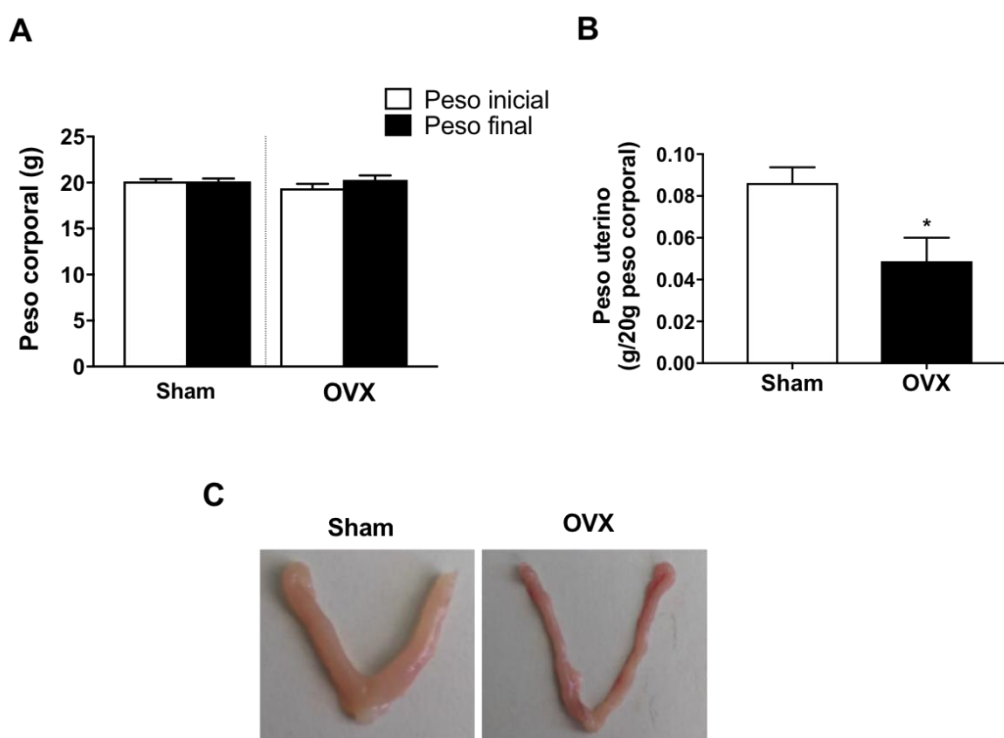 A
B
Peso inicial
Peso final
Peso corporal (g)
25
20
15
10
5
0
Sham
OVX
Peso uterino
(g/20g peso corporal)
0.10
0.08
0.06
0.04
0.02
0.00
*
Sham
OVX
C
Sham
OVX